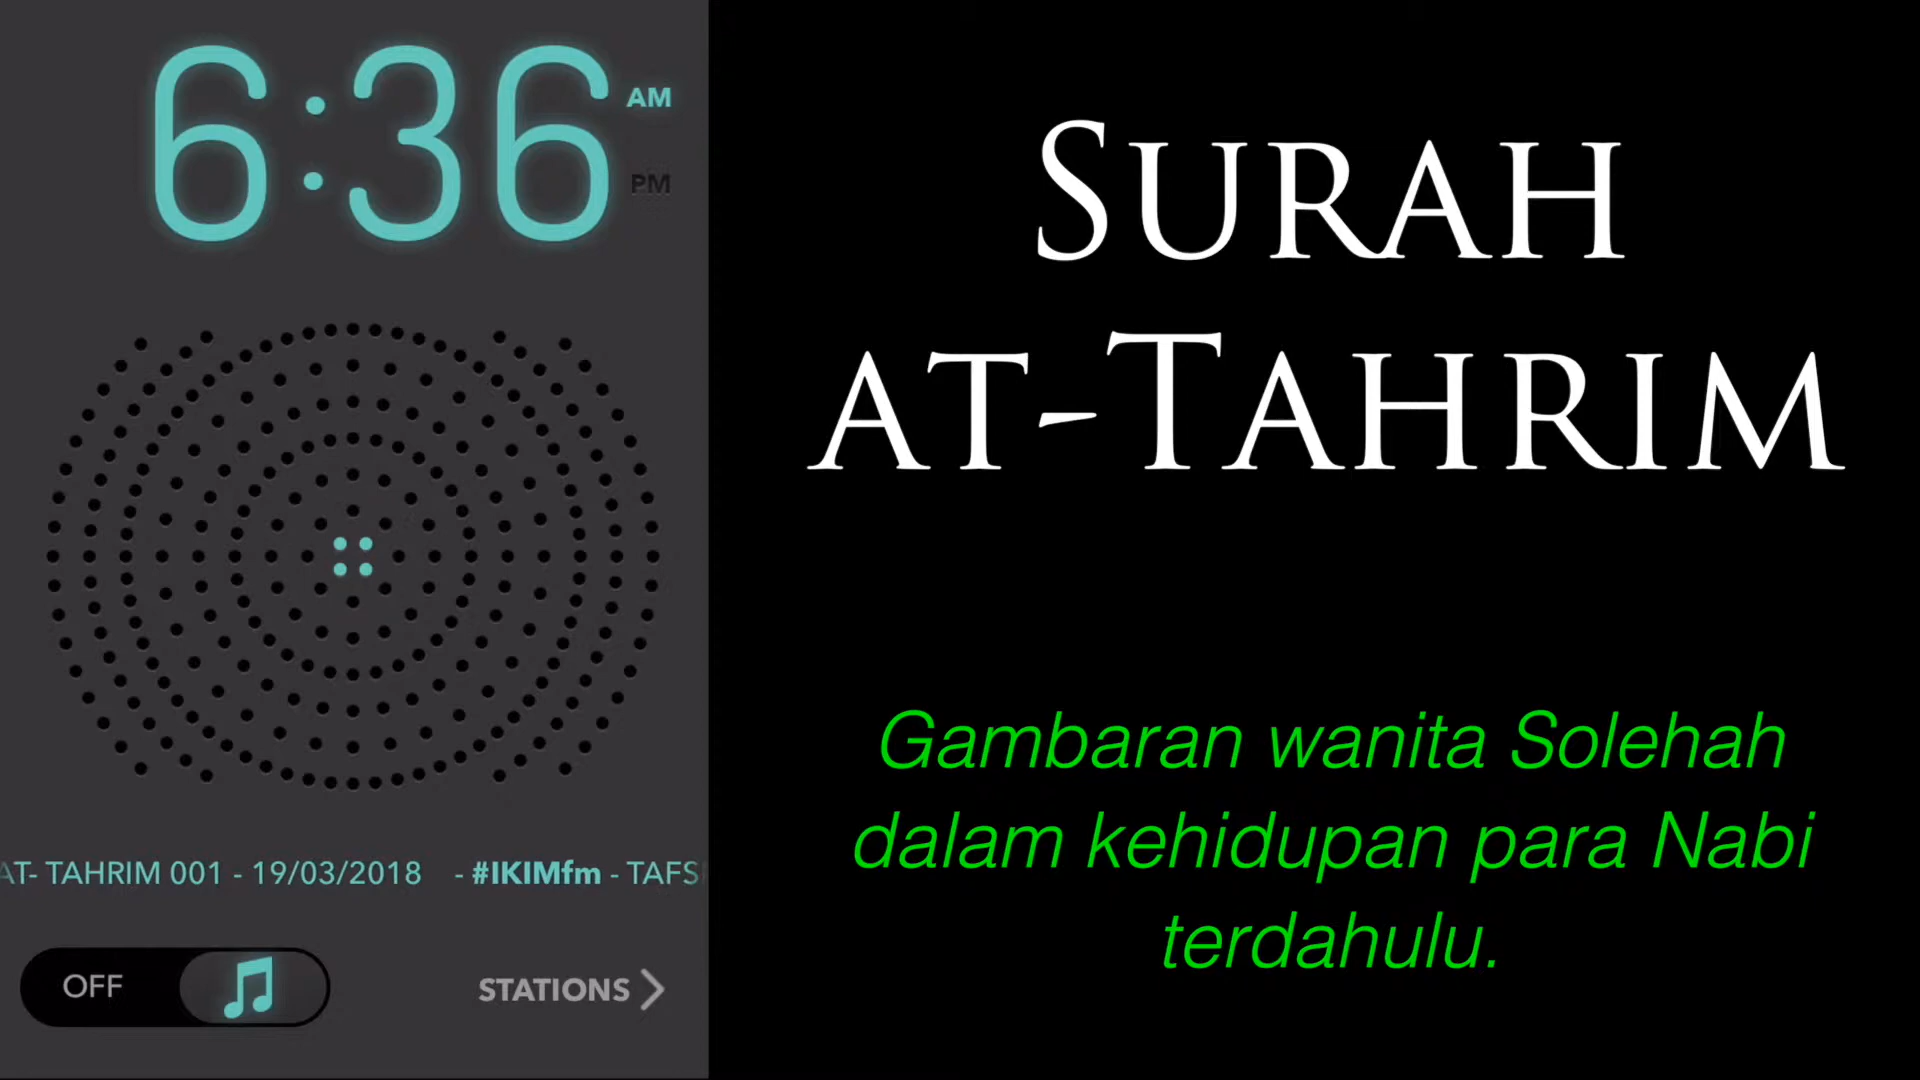 6:36
AM
PM
AT- TAHRIM 001 - 19/03/2018 - #IKIMfm - TAFS
OFF
STATIONS
SURAH
AT-TAHRIM
Gambaran wanita Solehah
dalam kehidupan para Nabi
terdahulu.